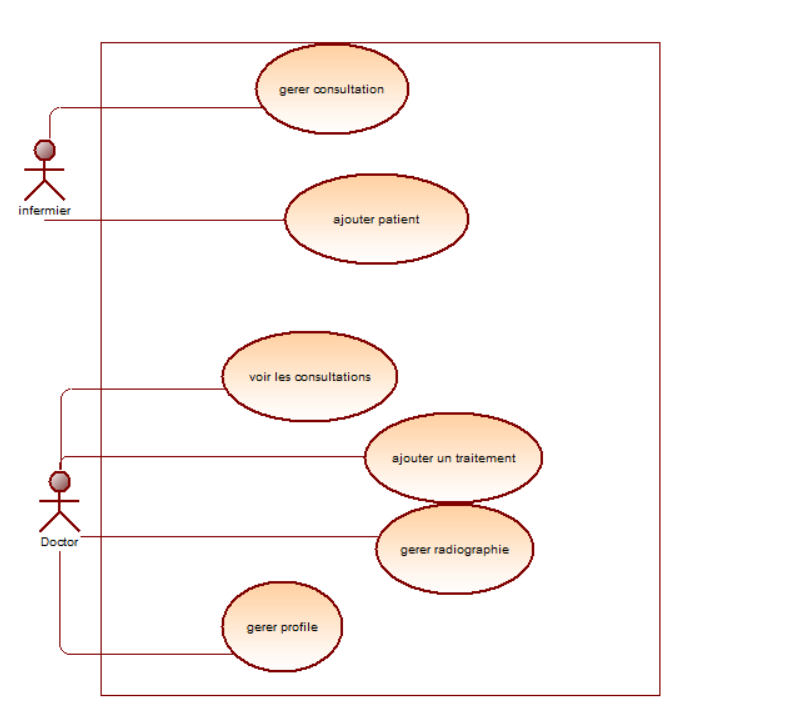 gerer consultation
infermier
ajouter patient
voir les consultations
ajouter un traitement
Doctor
gerer radiographie
gerer profile